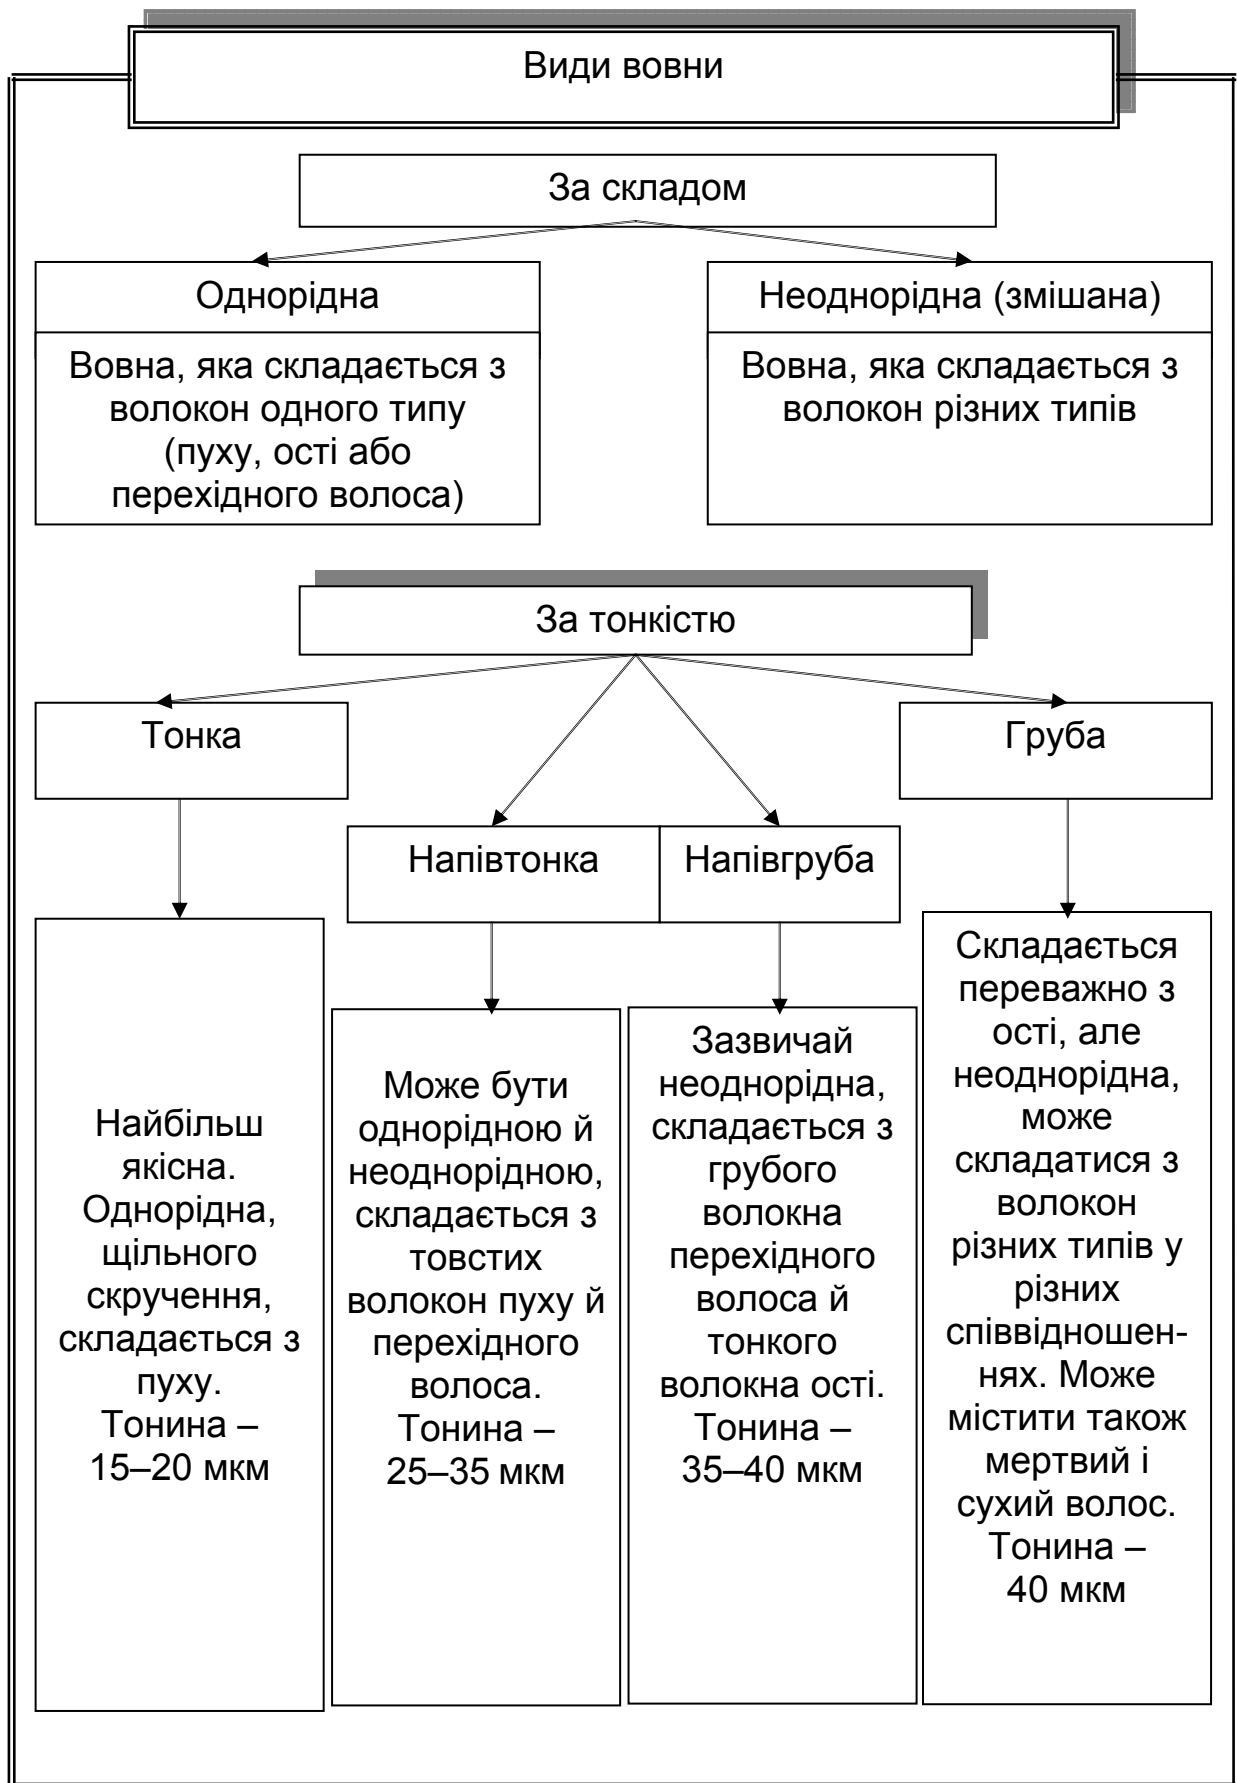 Види вовни
За складом
Однорідна
Вовна, яка складається з
волокон одного типу
(пуху, ості або
перехідного волоса)
Неоднорідна (змішана)
Вовна, яка складається з
волокон різних типів
За тонкістю
Тонка
Груба
Напівтонка
Напівгруба
Найбільш
якісна.
Однорідна,
щільного
скручення,
складається з
пуху.
Тонина –
15–20 мкм
Може бути
однорідною й
неоднорідною,
складається з
товстих
волокон пуху й
перехідного
волоса.
Тонина –
25–35 мкм
Зазвичай
неоднорідна,
складається з
грубого
волокна
перехідного
волоса й
тонкого
волокна ості.
Тонина –
35–40 мкм
Складається
переважно з
ості, але
неоднорідна,
може
складатися з
волокон
різних типів у
різних
співвідношен-
нях. Може
містити також
мертвий і
сухий волос.
Тонина –
40 мкм